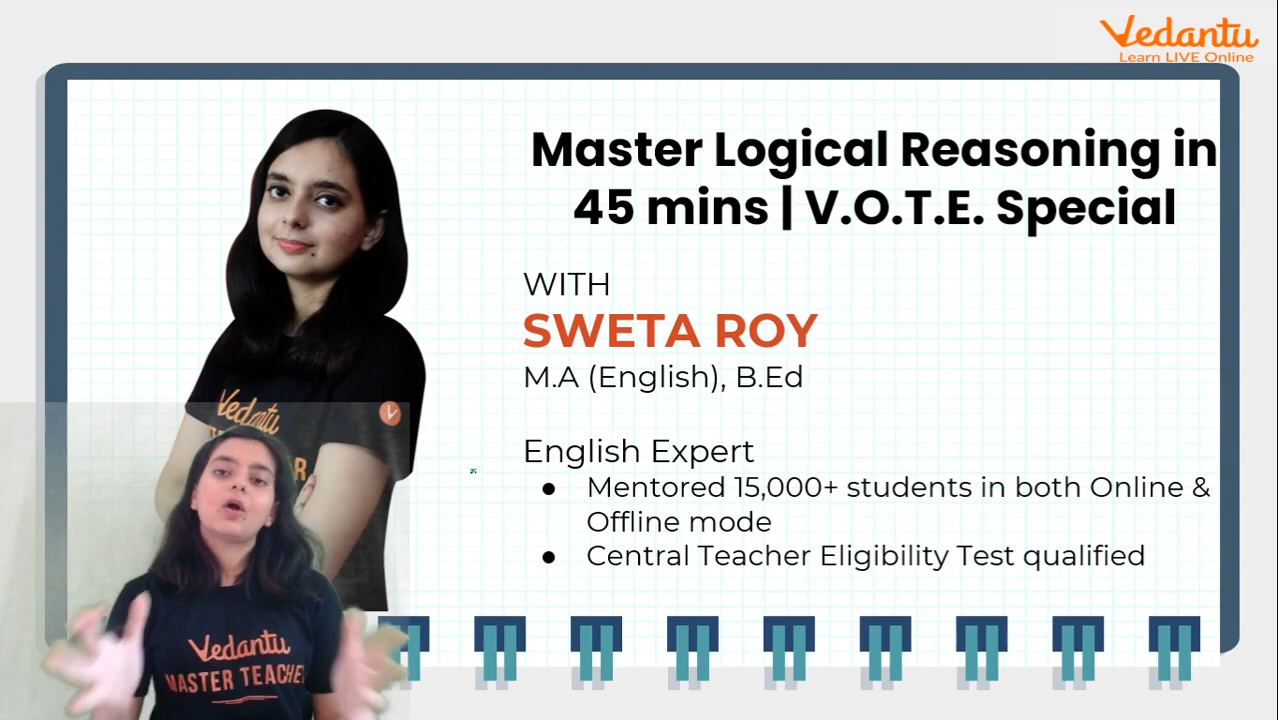 Vedantu
Learn LIVE Online
Master Logical Reasoning in
45 mins | V.O.T.E. Special
WITH
SWETA ROY
M.A (English), B.Ed
English Expert
● Mentored 15,000+ students in both Online &
Offline mode
● Central Teacher Eligibility Test qualified
Vedantu
Vedantu
MASTER TEACHER